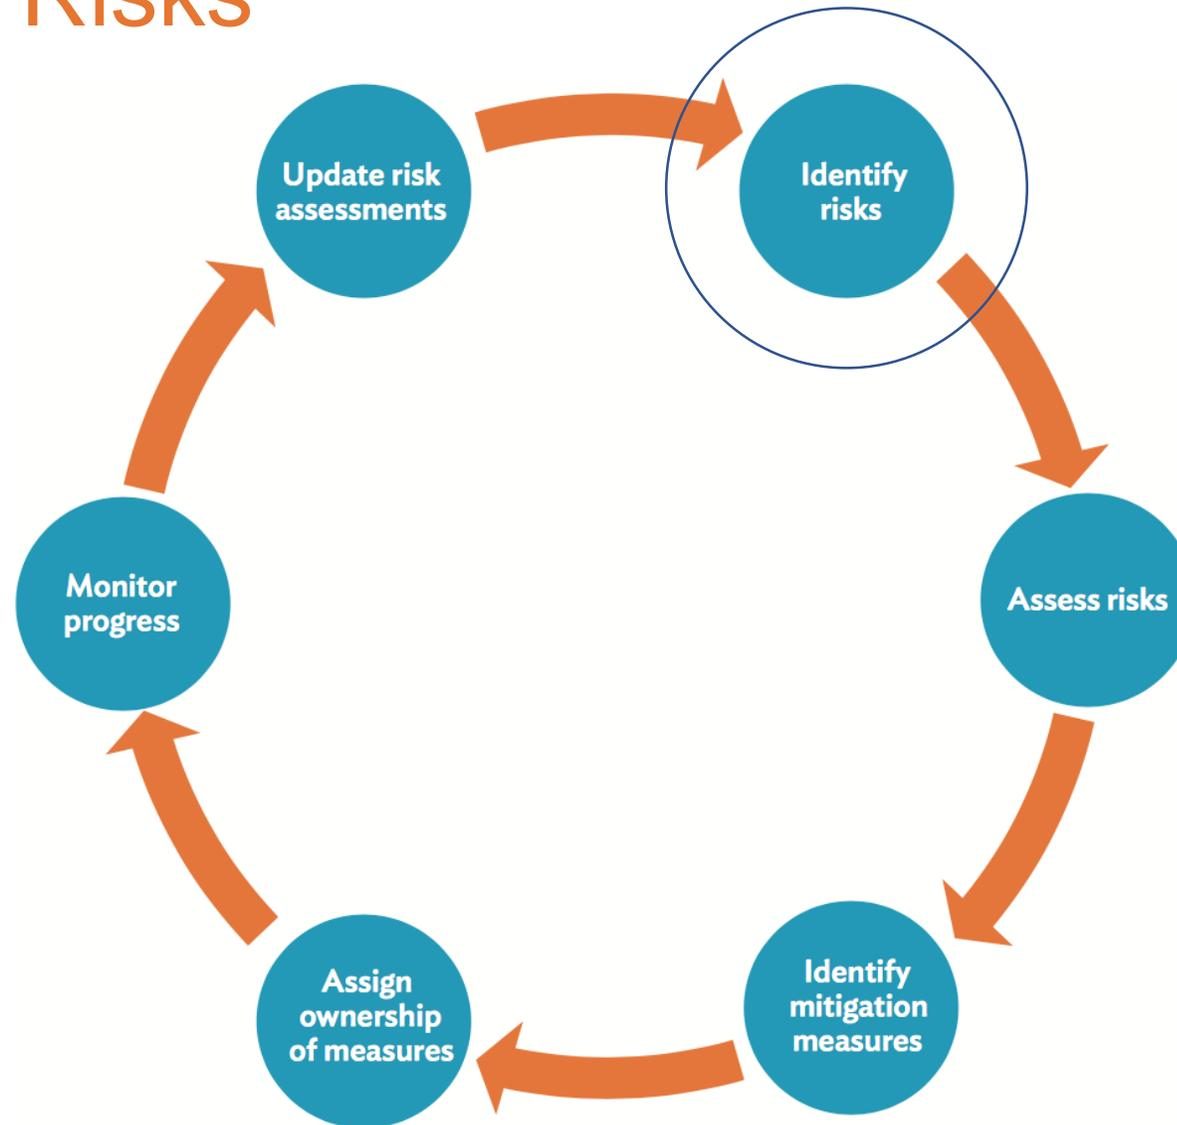 Risks
Update risk
assessments
Identify
risks
Assess risks
Identify
mitigation
measures
Assign
ownership
of measures
Monitor
progress